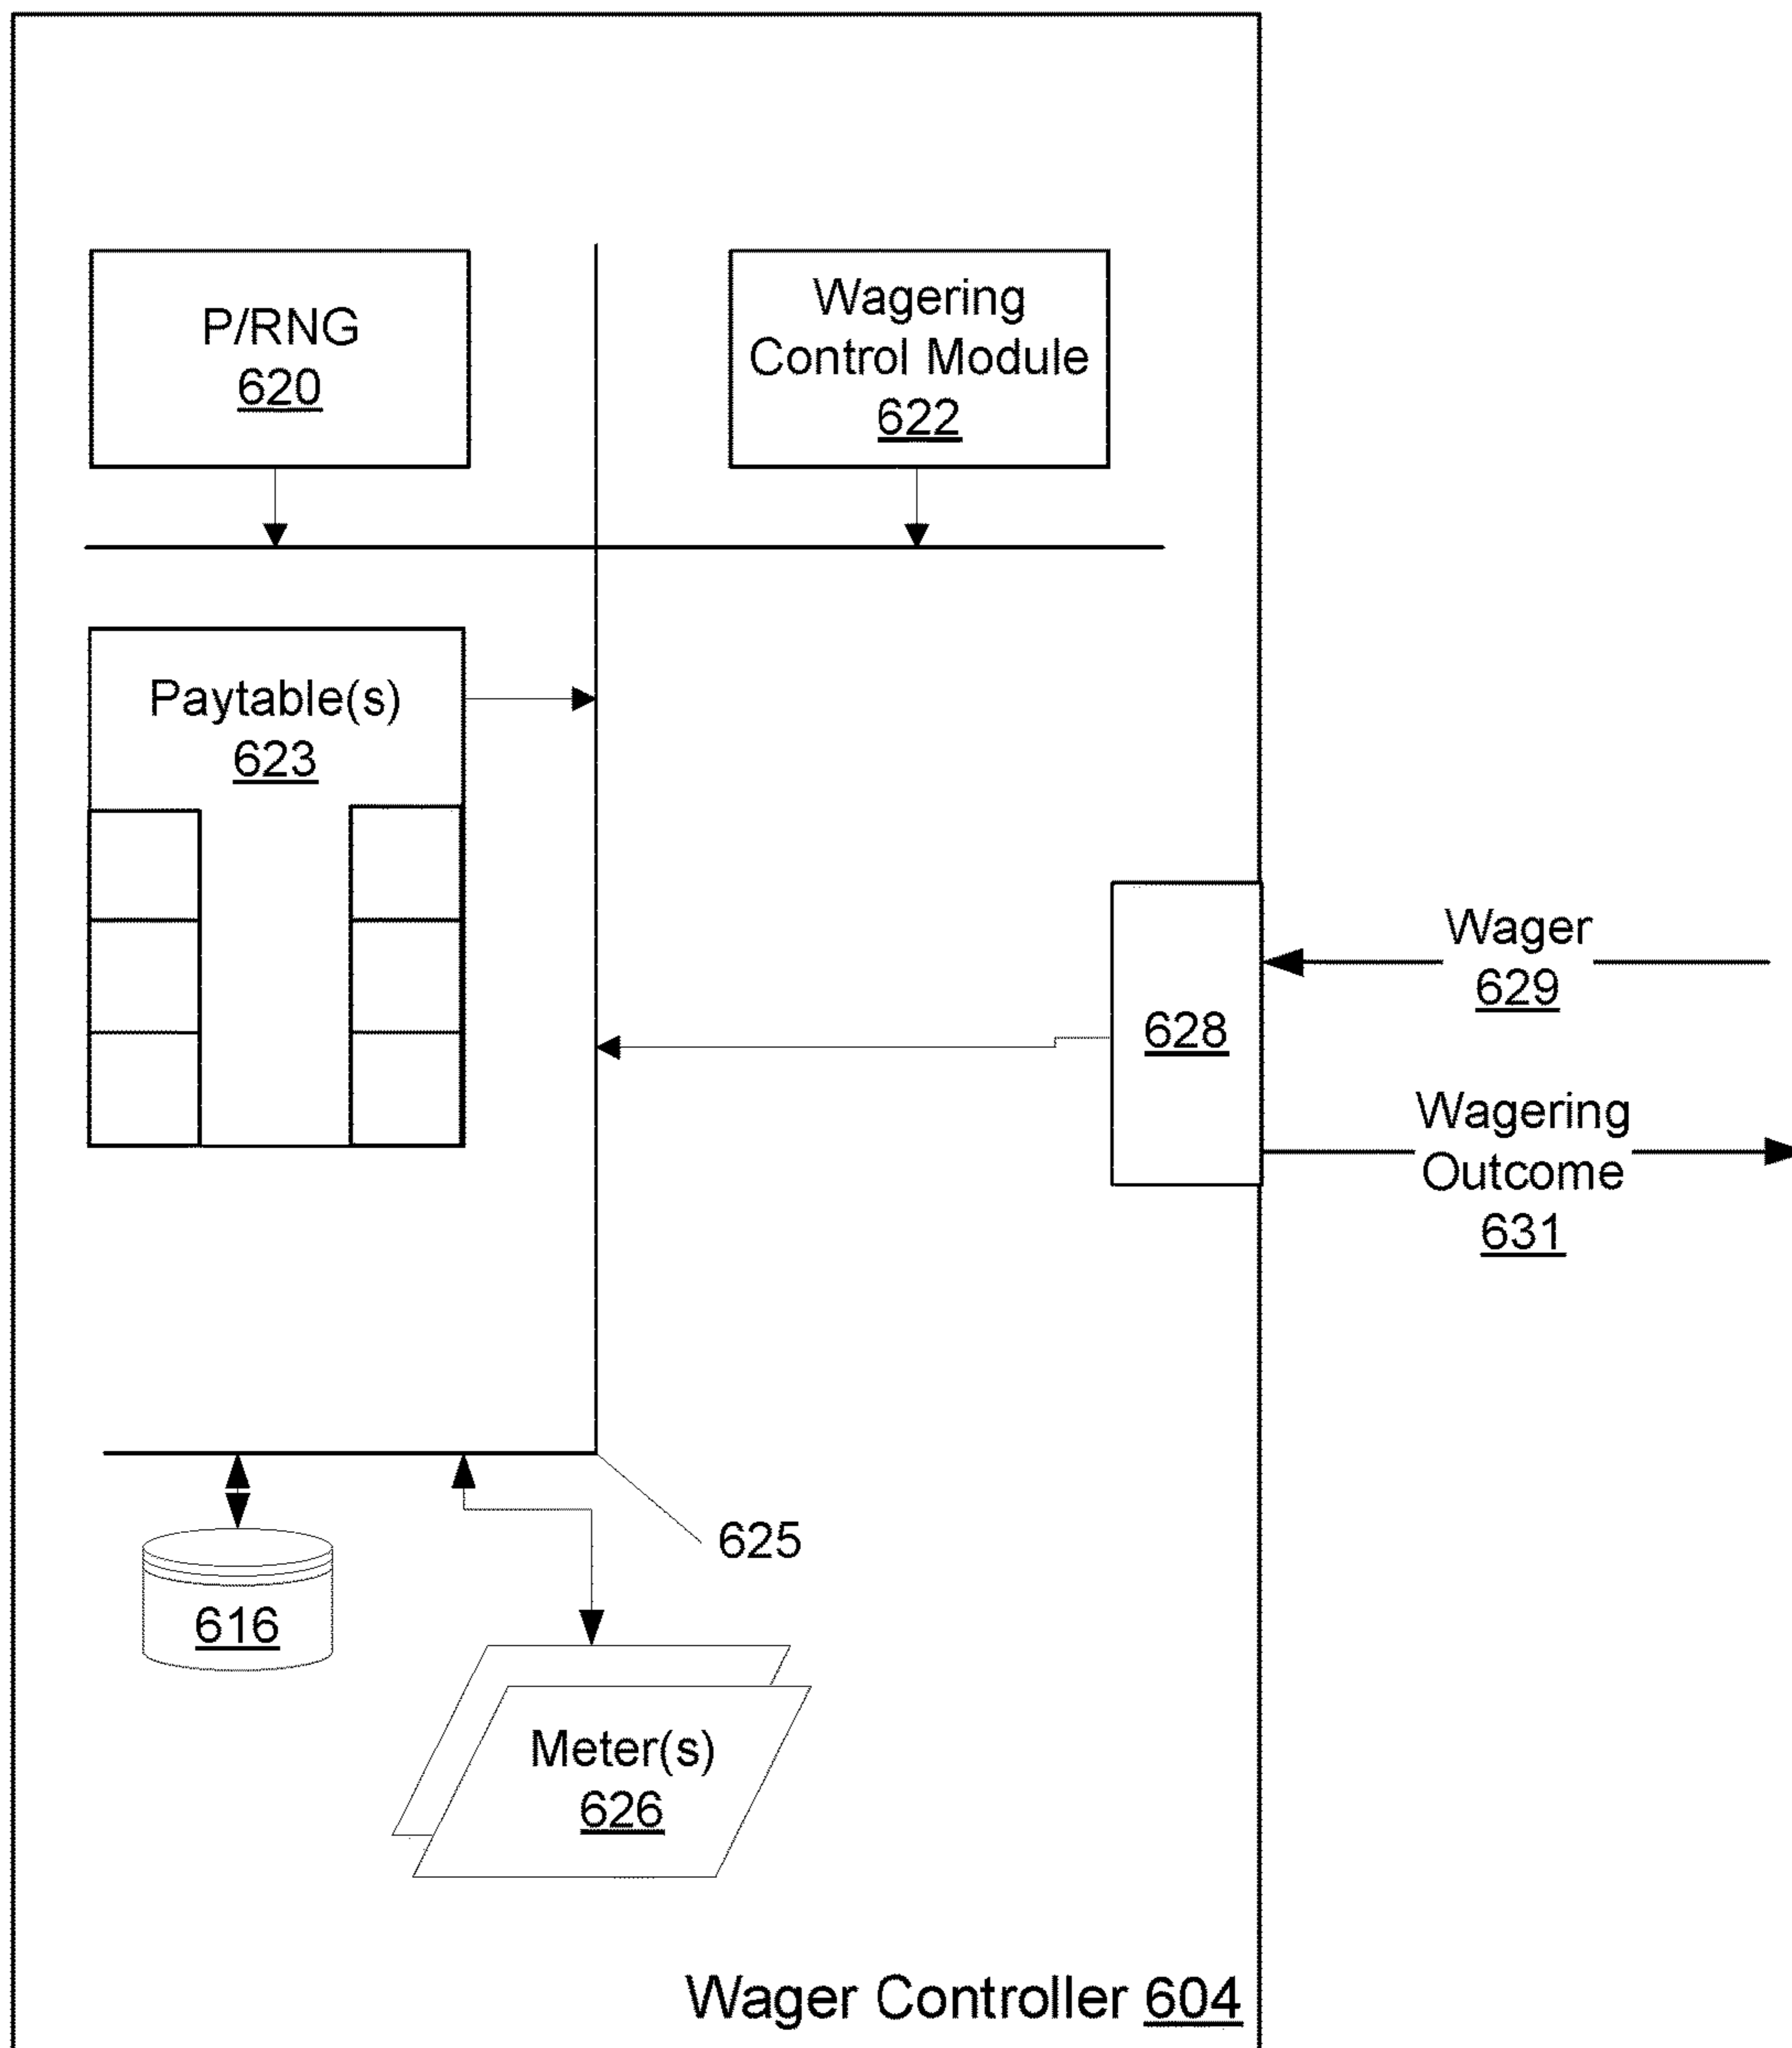 P/RNG
620
Wagering
Control Module
622
Paytable(s)
623
Wager
629
628
Wagering
Outcome
631
625
616
Meter(s)
626
Wager Controller 604